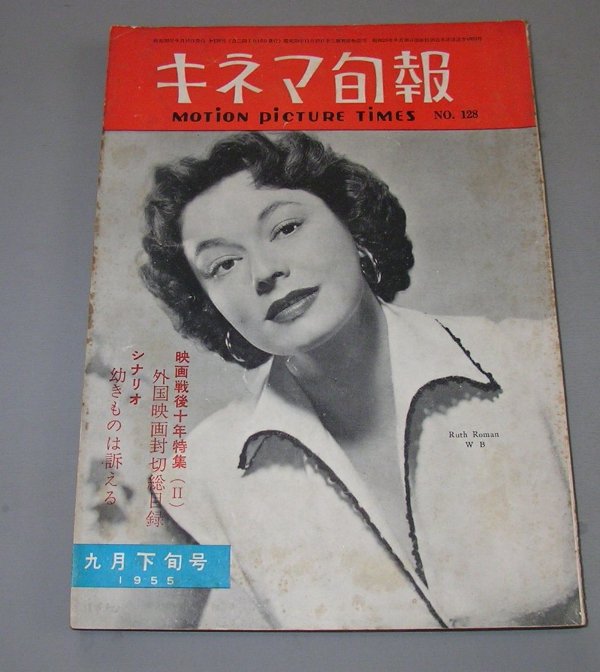 キネマ旬報
MOTION PICTURE TIMES NO. 128
映画戦後十年特集(II)
外国映画封切総目録
シナリオ
幼きものは訴える
Ruth Roman
W B
九月下旬号
1955